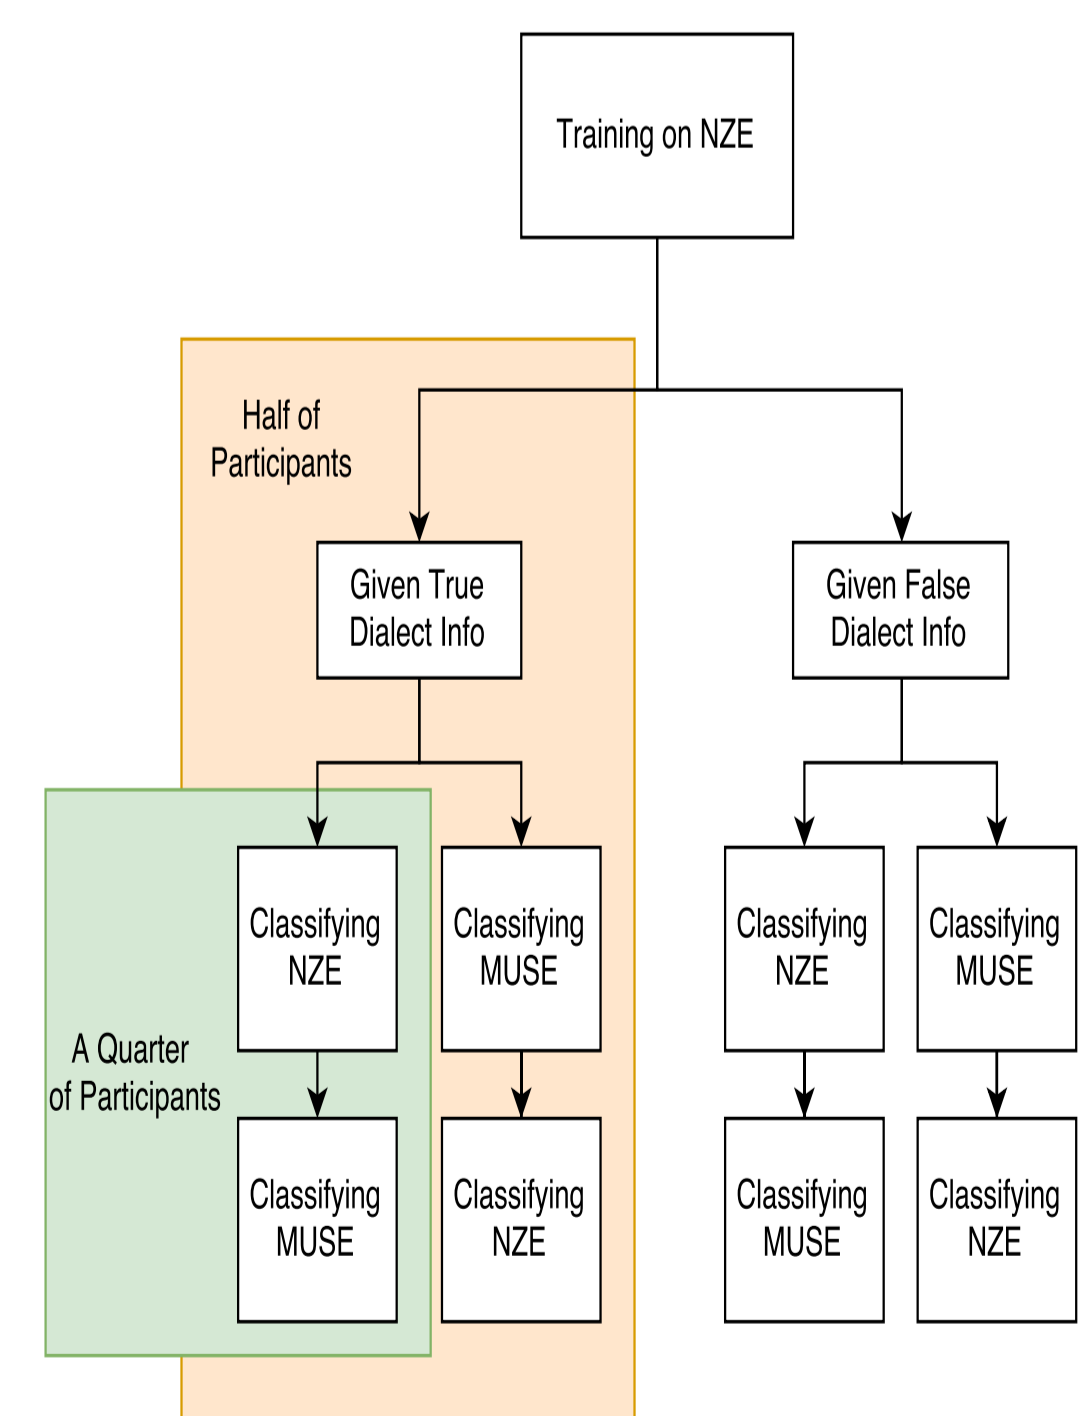 Training on NZE
Half of
Participants
Given True
Dialect Info
Given False
Dialect Info
Classifying
NZE
Classifying
MUSE
Classifying
NZE
Classifying
MUSE
A Quarter
of Participants
Classifying
MUSE
Classifying
NZE
Classifying
MUSE
Classifying
NZE